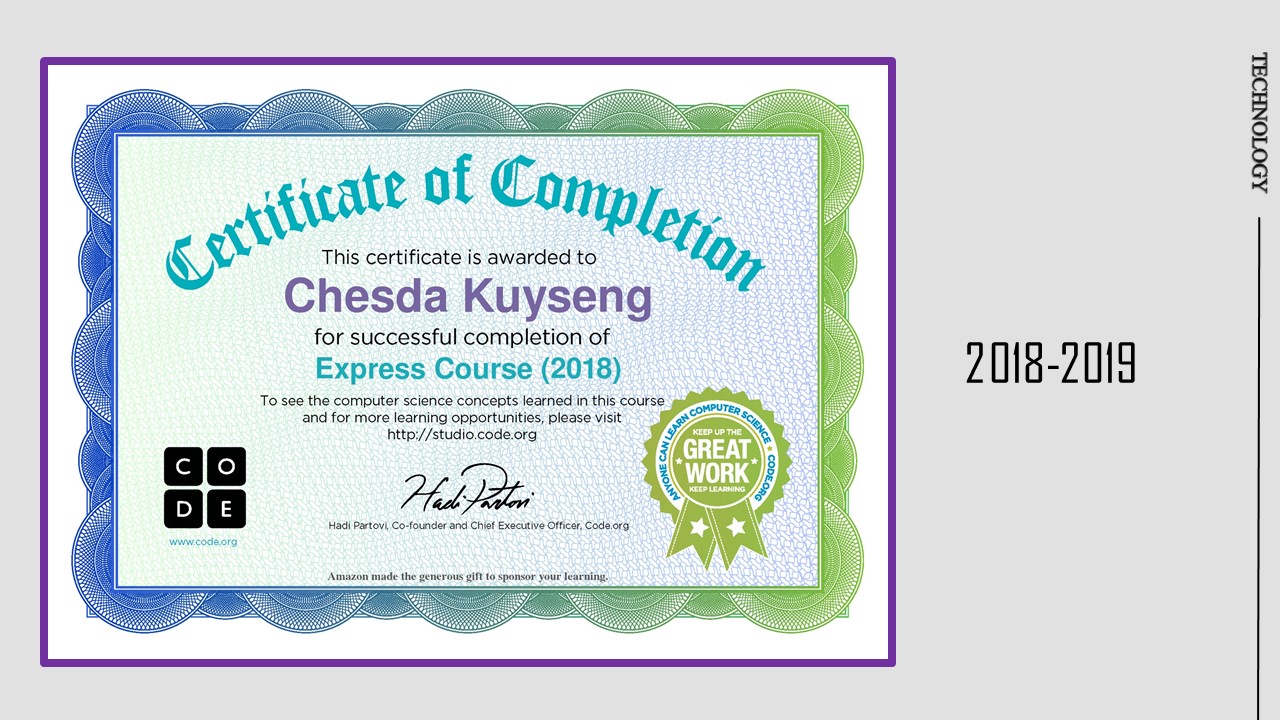 Certificate of Completion
This certificate is awarded to
Chesda Kuyseng
for successful completion of
Express Course (2018)
To see the computer science concepts learned in this course
and for more learning opportunities, please visit
http://studio.code.org
C O
D E
www.code.org
Hadi Partovi
Hadi Partovi, Co-founder and Chief Executive Officer, Code.org
Amazon made the generous gift to sponsor your learning.
ANYONE CAN LEARN COMPUTER SCIENCE • CODE.ORG
KEEP UP THE
GREAT
WORK
KEEP LEARNING
2018-2019
TECHNOLOGY